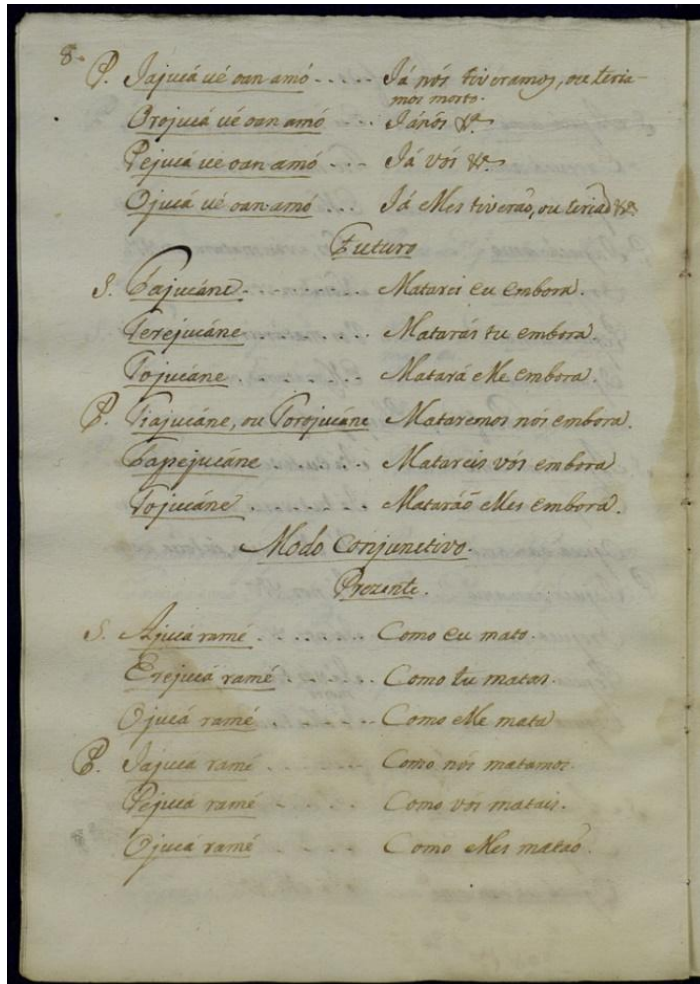 8.
P. Jajucá ué oan amó . . . . Já nós tiveramos, ou teria-
mos morto.
Orojucá ué oan amó . . . Já nós &ª
Pejucá ué oan amó . . . Já vós &ª
Ojucá ué oan amó . . . Já elles tiverão, ou terião &ª
Futuro
S. Tajucáne . . . . . . . . . Matarei eu embora.
Terejucáne . . . . . . . . Matarás tu embora.
Tojucáne . . . . . . . . Matará elle embora.
P. Tiajucáne, ou Torojucáne Mataremos nós embora.
Tapejucáne . . . . . . . Matareis vós embora
Tojucáne . . . . . . . . Matarão elles embora.
Modo Conjunctivo.
Prezente.
S. Ajucá ramé . . . . . . . Como eu mato.
Erejucá ramé . . . . . . Como tu matas.
Ojucá ramé . . . . . . . Como elle mata
P. Jajucá ramé . . . . . . . Como nós matamos.
Pejucá ramé . . . . . . . Como vós matais.
Ojucá ramé . . . . . . . Como elles matão.